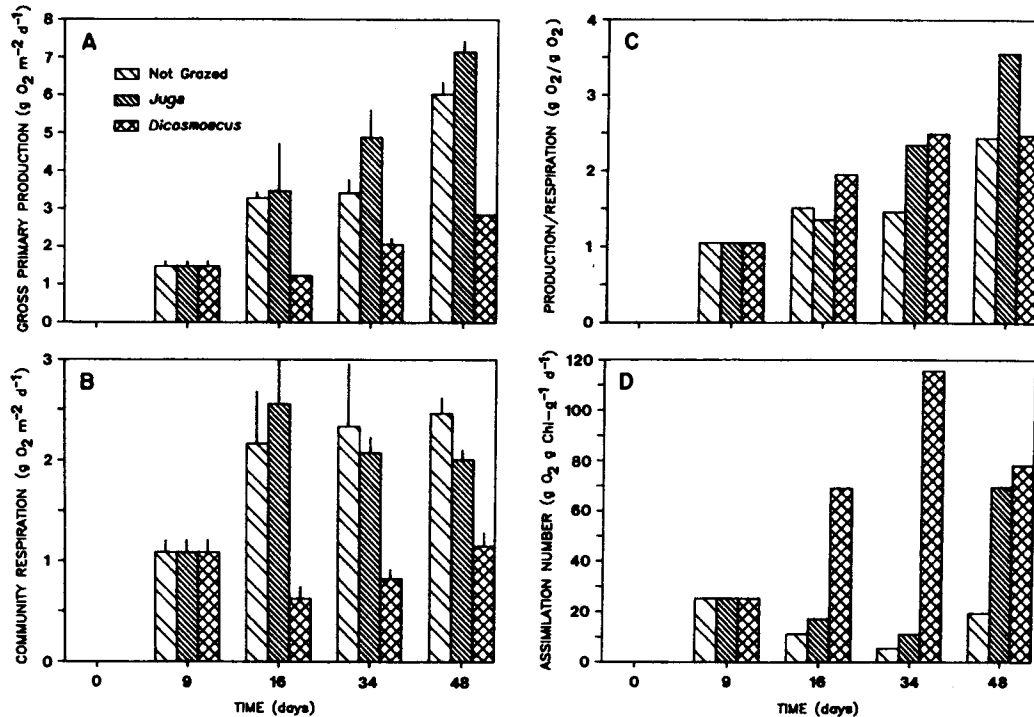 A
GROSS PRIMARY PRODUCTION (g O2 m-2 d-1)
8
7
6
5
4
3
2
1
0
Not Grazed
Juga
Dicosmoecus
B
COMMUNITY RESPIRATION (g O2 m-2 d-1)
3
2
1
0
0 9 16 34 48
TIME (days)
C
PRODUCTION/RESPIRATION (g O2/g O2)
4
3
2
1
0
D
ASSIMILATION NUMBER (g O2 g Chl-g-1 d-1)
120
100
80
60
40
20
0
0 9 16 34 48
TIME (days)